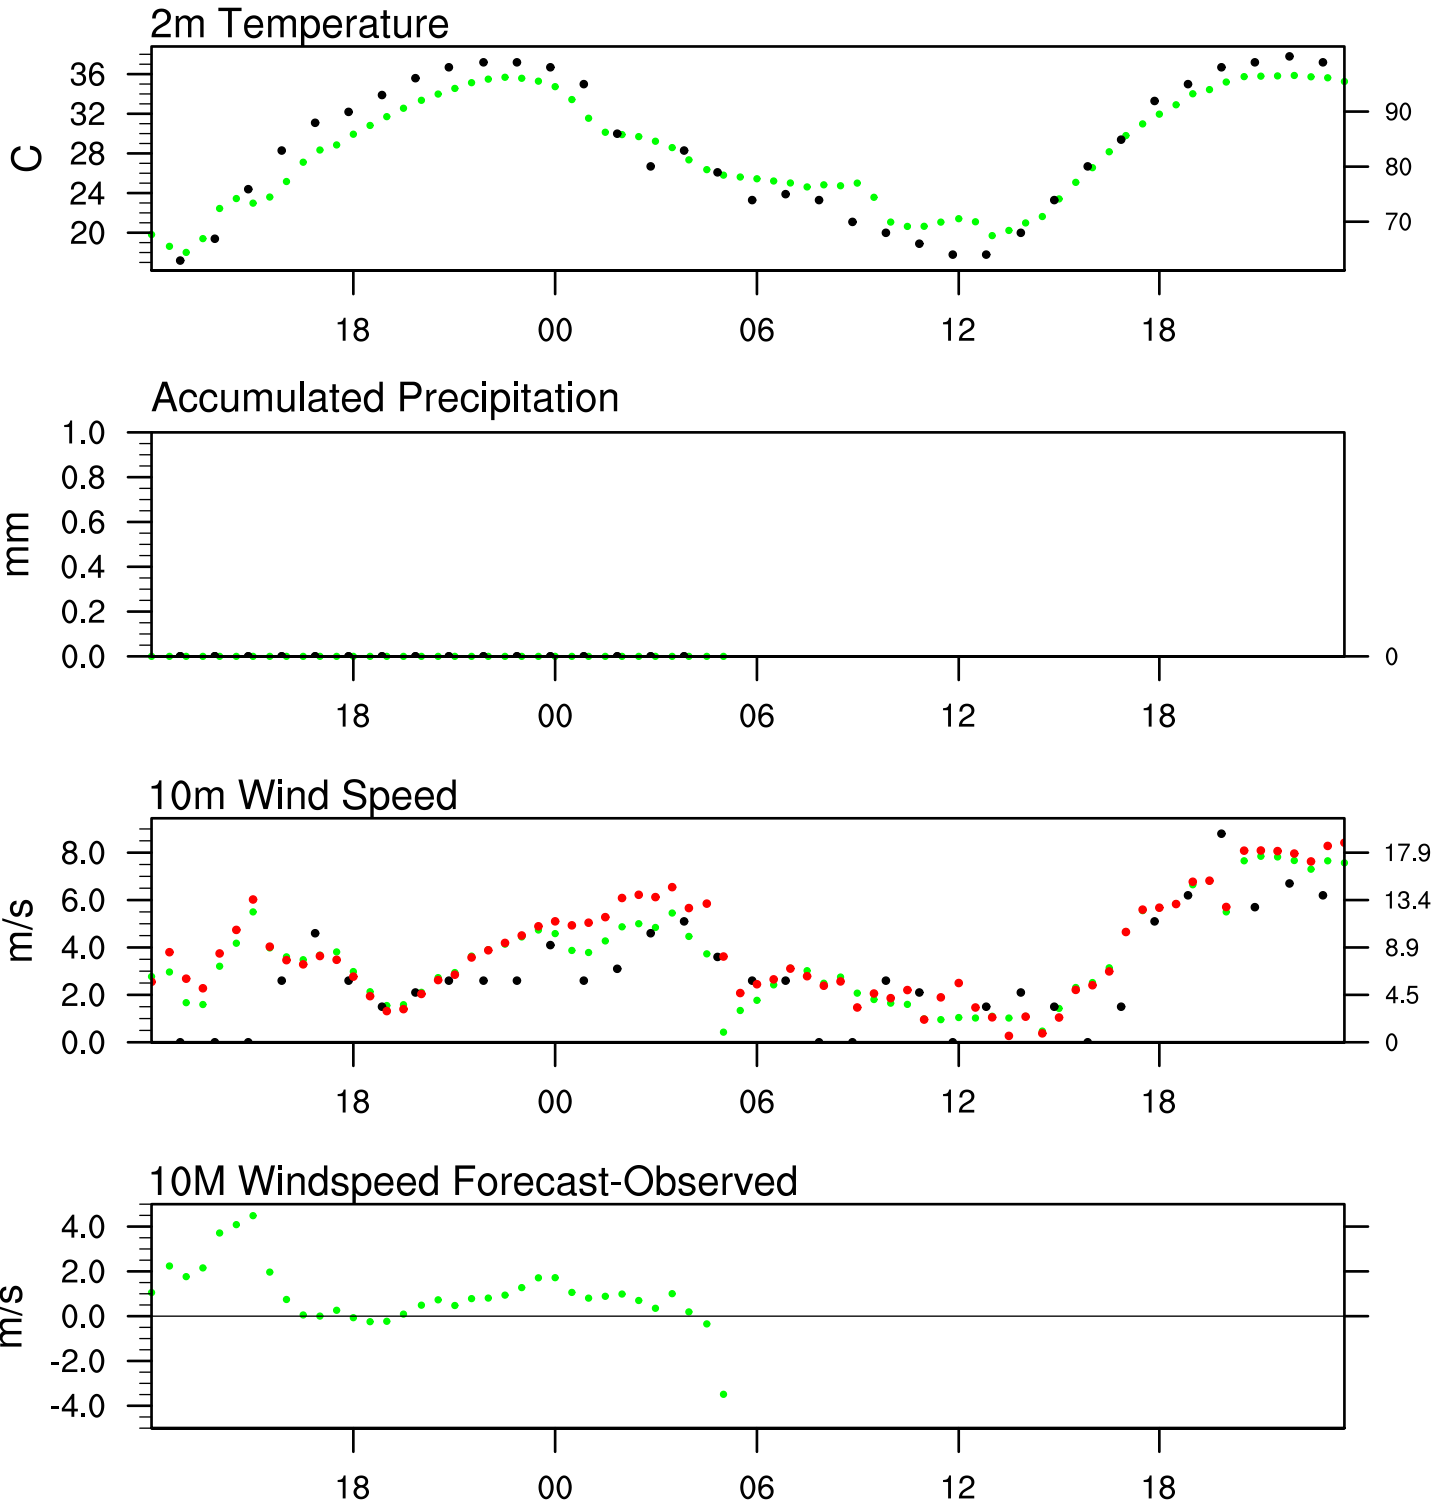 2m Temperature
C
36
32
28
24
20
90
80
70
18 00 06 12 18
Accumulated Precipitation
mm
1.0
0.8
0.6
0.4
0.2
0.0
0
18 00 06 12 18
10m Wind Speed
m/s
8.0
6.0
4.0
2.0
0.0
17.9
13.4
8.9
4.5
0
18 00 06 12 18
10M Windspeed Forecast-Observed
m/s
4.0
2.0
0.0
-2.0
-4.0
18 00 06 12 18